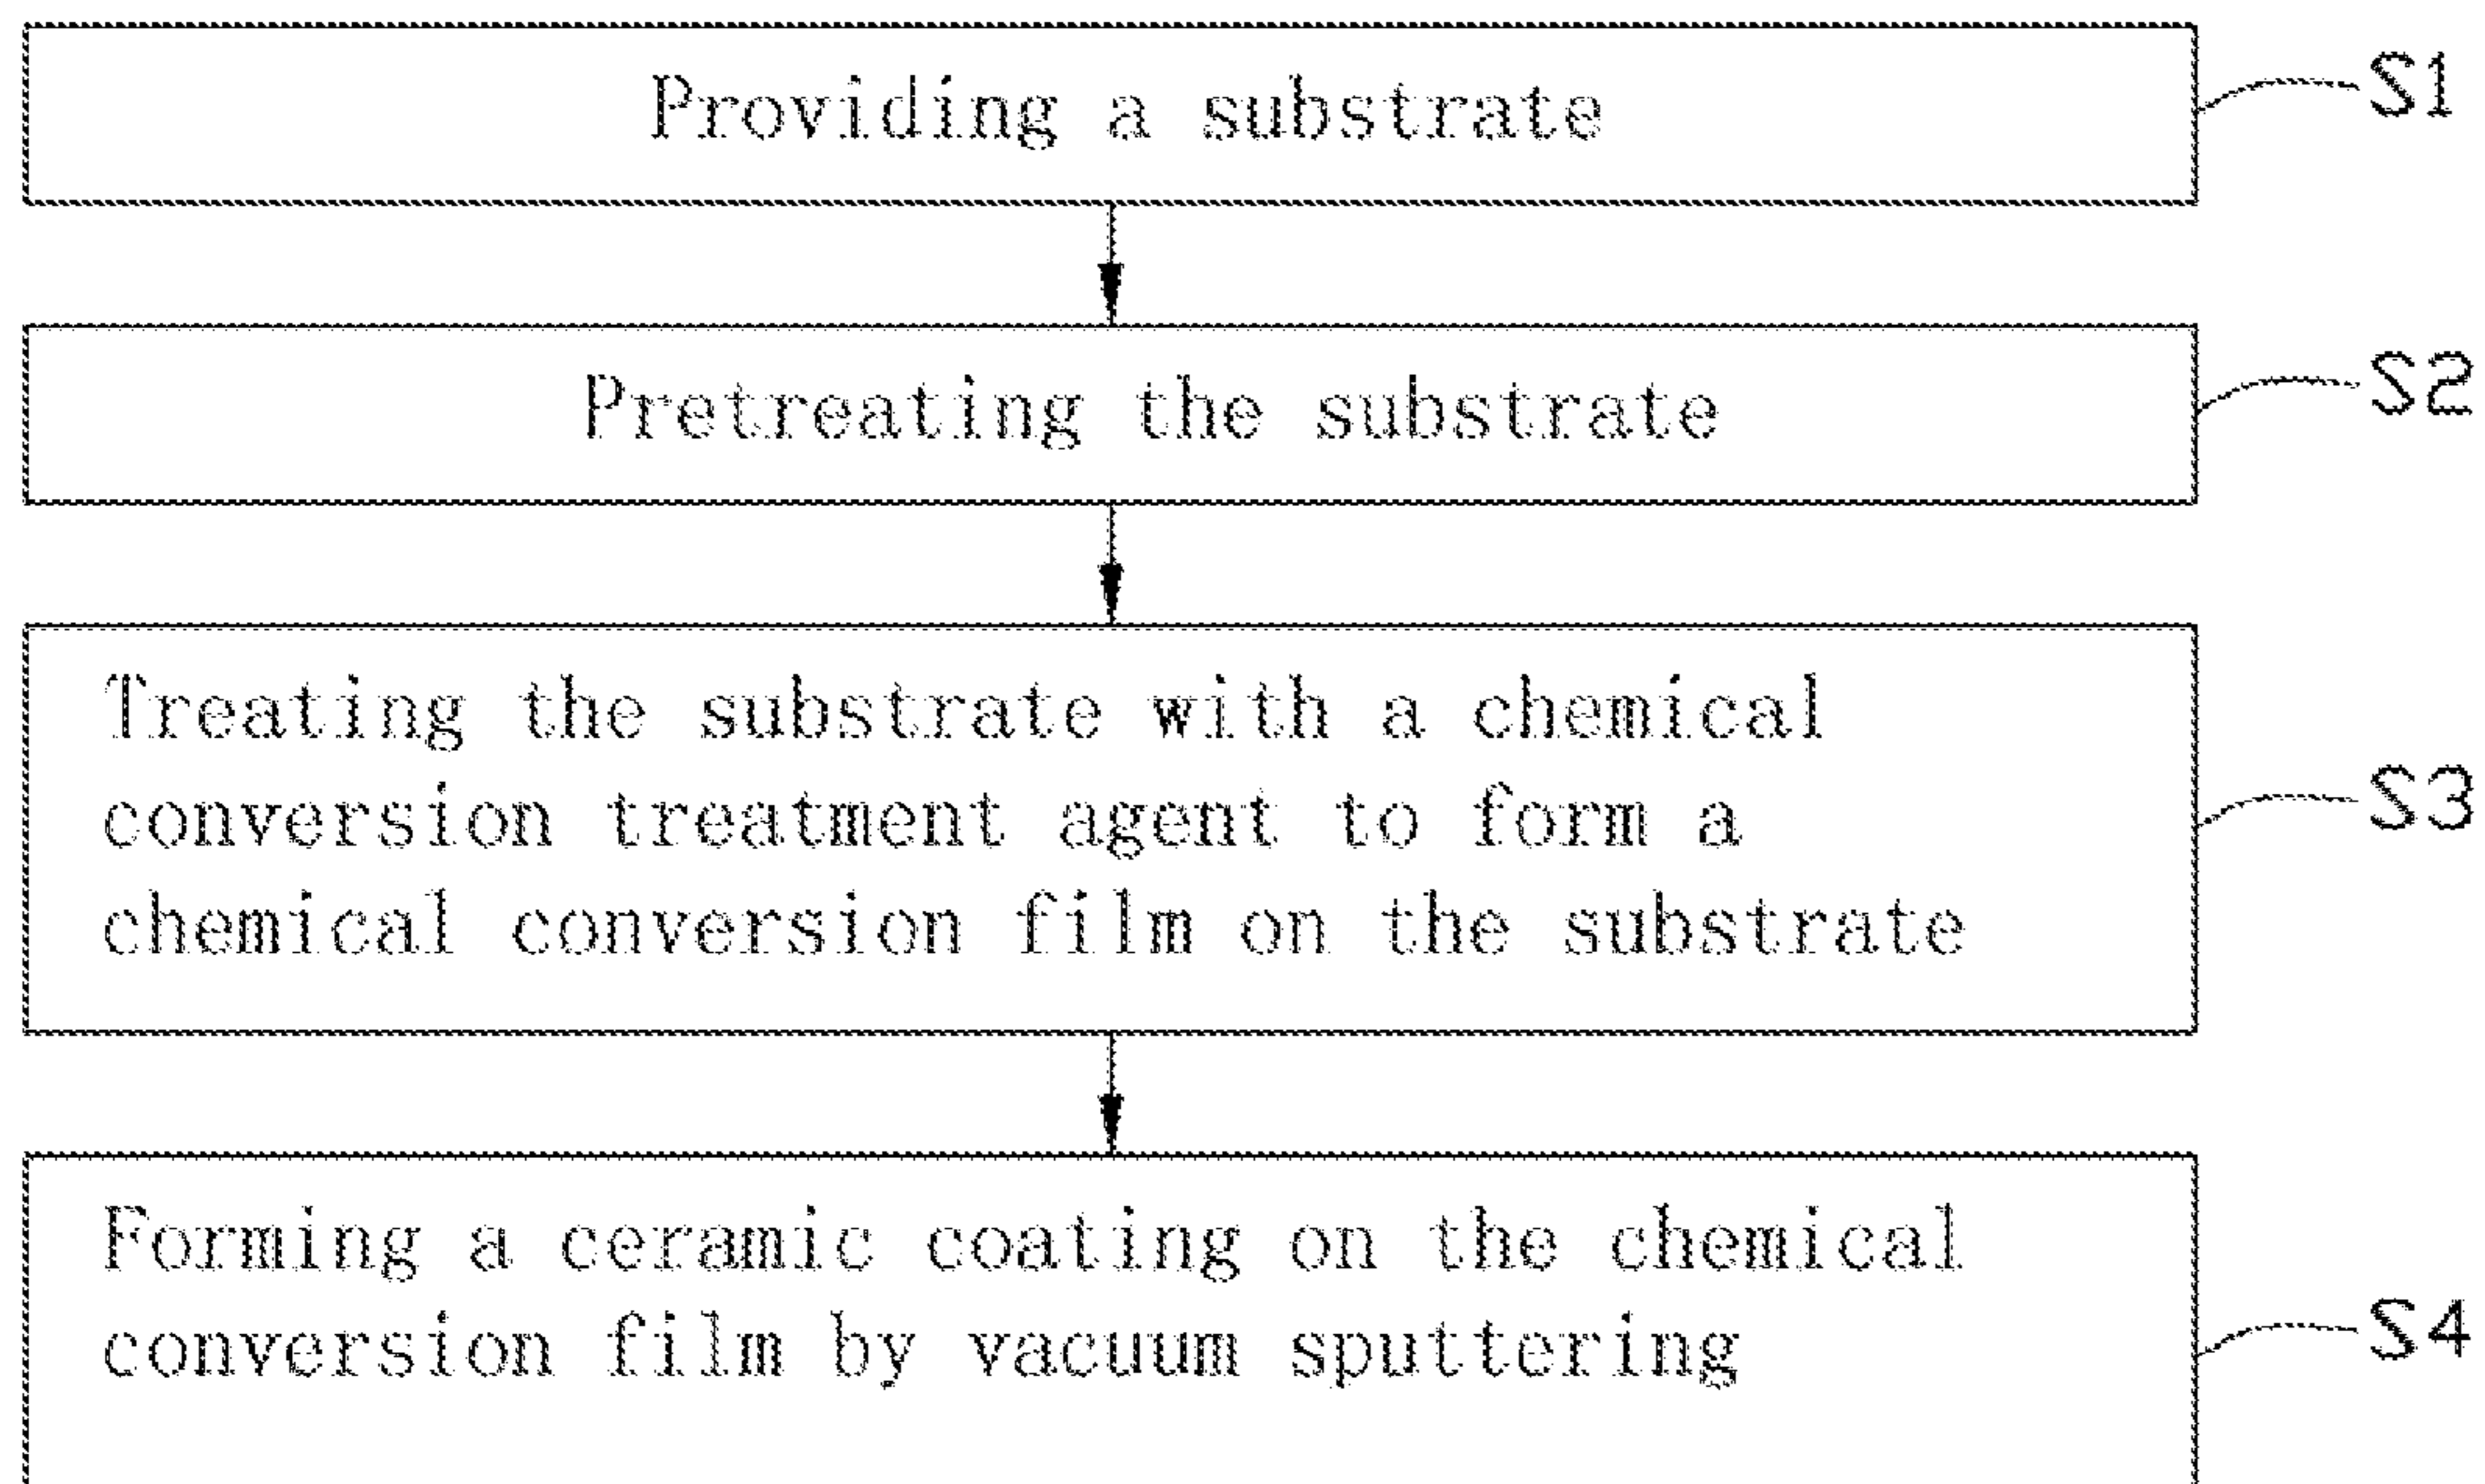 Providing a substrate
S1
Pretreating the substrate
S2
Treating the substrate with a chemical
conversion treatment agent to form a
chemical conversion film on the substrate
S3
Forming a ceramic coating on the chemical
conversion film by vacuum sputtering
S4